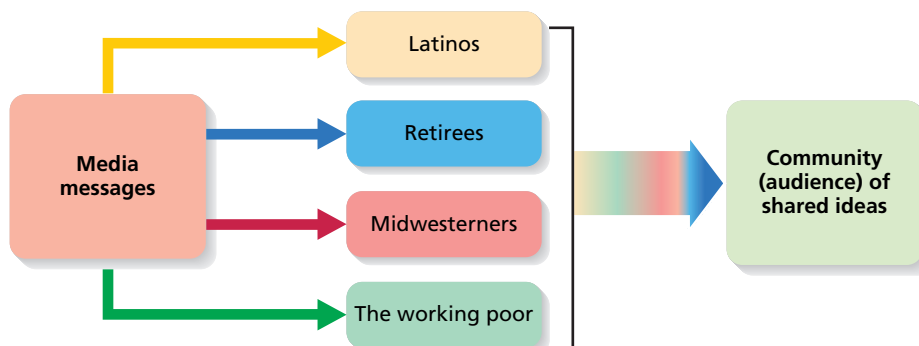 Latinos
Media
messages
Retirees
Midwesterners
The working poor
Community
(audience) of
shared ideas